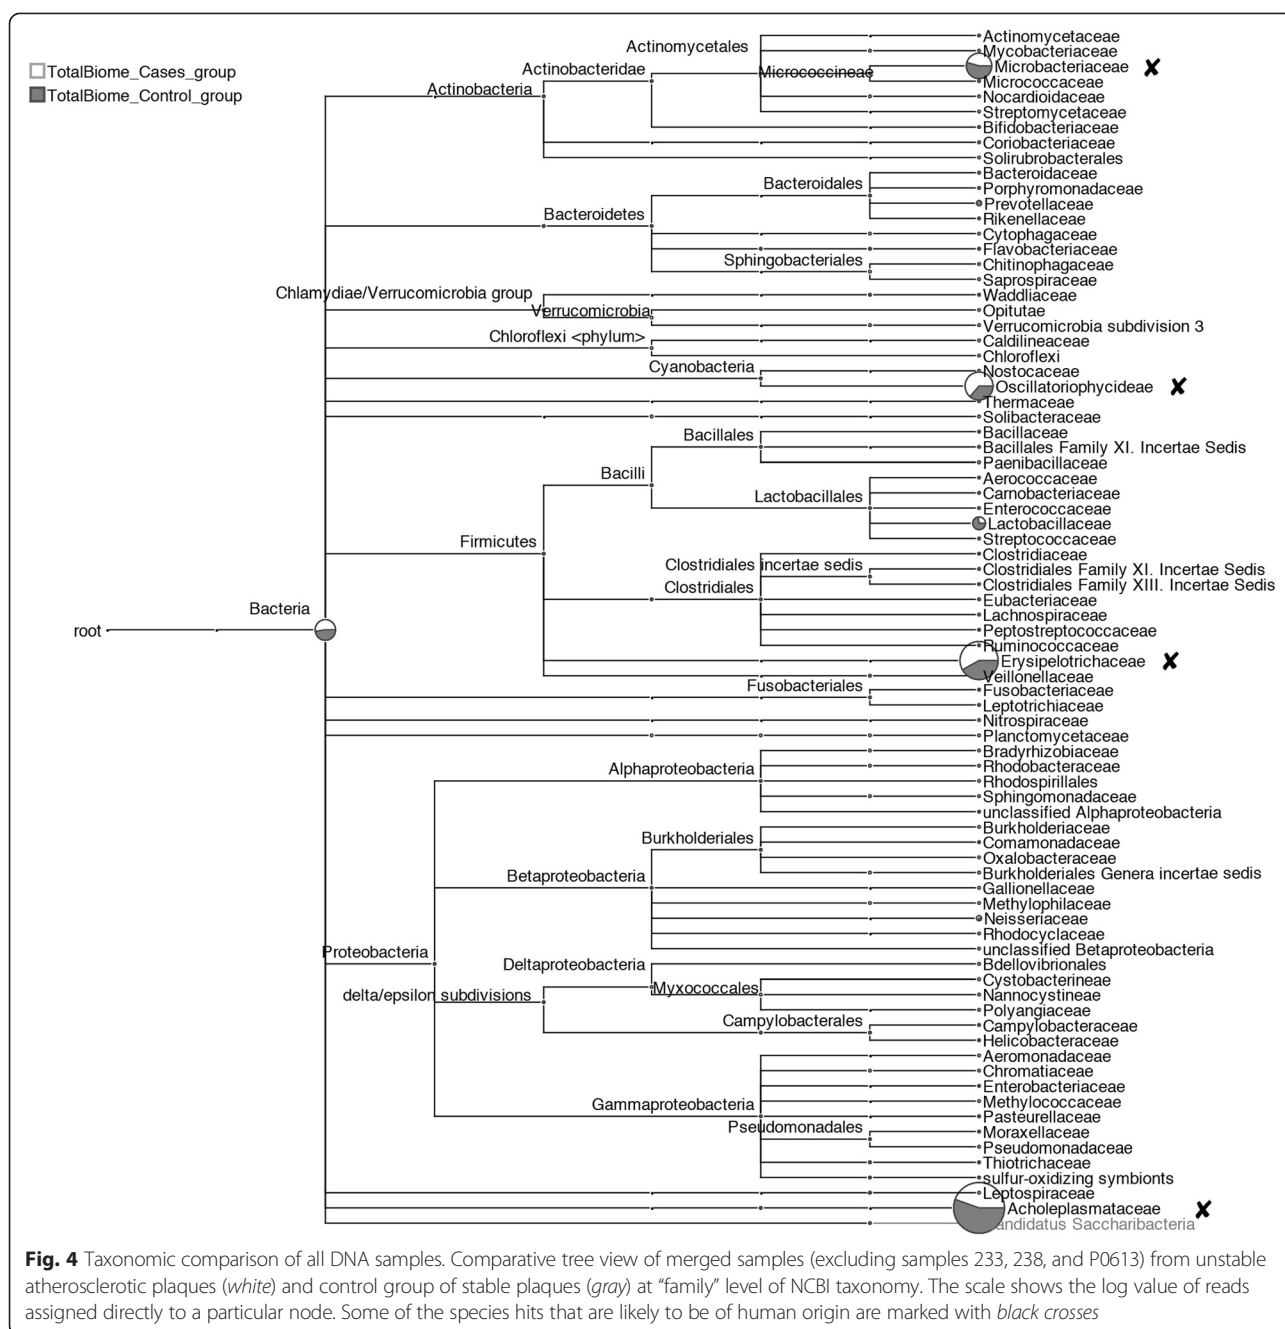 TotalBiome_Cases_group
TotalBiome_Control_group
root
Bacteria
Actinobacteria
Actinobacteridae
Actinomycetales
Actinomycetaceae
Mycobacteriaceae
Micrococcineae
Microbacteriaceae ✘
Micrococcaceae
Nocardioidaceae
Streptomycetaceae
Bifidobacteriaceae
Coriobacteriaceae
Solirubrobacterales
Bacteroidetes
Bacteroidales
Bacteroidaceae
Porphyromonadaceae
Prevotellaceae
Rikenellaceae
Cytophagaceae
Flavobacteriaceae
Sphingobacteriales
Chitinophagaceae
Saprospiraceae
Chlamydiae/Verrucomicrobia group
Waddliaceae
Verrucomicrobia
Opitutae
Verrucomicrobia subdivision 3
Chloroflexi <phylum>
Caldilineaceae
Chloroflexi
Cyanobacteria
Nostocaceae
Oscillatoriophycideae ✘
Thermaceae
Solibacteraceae
Firmicutes
Bacilli
Bacillales
Bacillaceae
Bacillales Family XI. Incertae Sedis
Paenibacillaceae
Lactobacillales
Aerococcaceae
Carnobacteriaceae
Enterococcaceae
Lactobacillaceae
Streptococcaceae
Clostridiales
Clostridiaceae
Clostridiales incertae sedis
Clostridiales Family XI. Incertae Sedis
Clostridiales Family XIII. Incertae Sedis
Eubacteriaceae
Lachnospiraceae
Peptostreptococcaceae
Ruminococcaceae
Erysipelotrichaceae ✘
Veillonellaceae
Fusobacteriales
Fusobacteriaceae
Leptotrichiaceae
Nitrospiraceae
Planctomycetaceae
Proteobacteria
Alphaproteobacteria
Bradyrhizobiaceae
Rhodobacteraceae
Rhodospirillales
Sphingomonadaceae
unclassified Alphaproteobacteria
Betaproteobacteria
Burkholderiales
Burkholderiaceae
Comamonadaceae
Oxalobacteraceae
Burkholderiales Genera incertae sedis
Gallionellaceae
Methylophilaceae
Neisseriaceae
Rhodocyclaceae
unclassified Betaproteobacteria
delta/epsilon subdivisions
Deltaproteobacteria
Bdellovibrionales
Myxococcales
Cystobacterineae
Nannocystineae
Polyangiaceae
Campylobacterales
Campylobacteraceae
Helicobacteraceae
Gammaproteobacteria
Aeromonadaceae
Chromatiaceae
Enterobacteriaceae
Methylococcaceae
Pasteurellaceae
Pseudomonadales
Moraxellaceae
Pseudomonadaceae
Thiotrichaceae
sulfur-oxidizing symbionts
Leptospiraceae
Acholeplasmataceae ✘
andidatus Saccharibacteria
Fig. 4 Taxonomic comparison of all DNA samples. Comparative tree view of merged samples (excluding samples 233, 238, and P0613) from unstable
atherosclerotic plaques (white) and control group of stable plaques (gray) at “family” level of NCBI taxonomy. The scale shows the log value of reads
assigned directly to a particular node. Some of the species hits that are likely to be of human origin are marked with black crosses